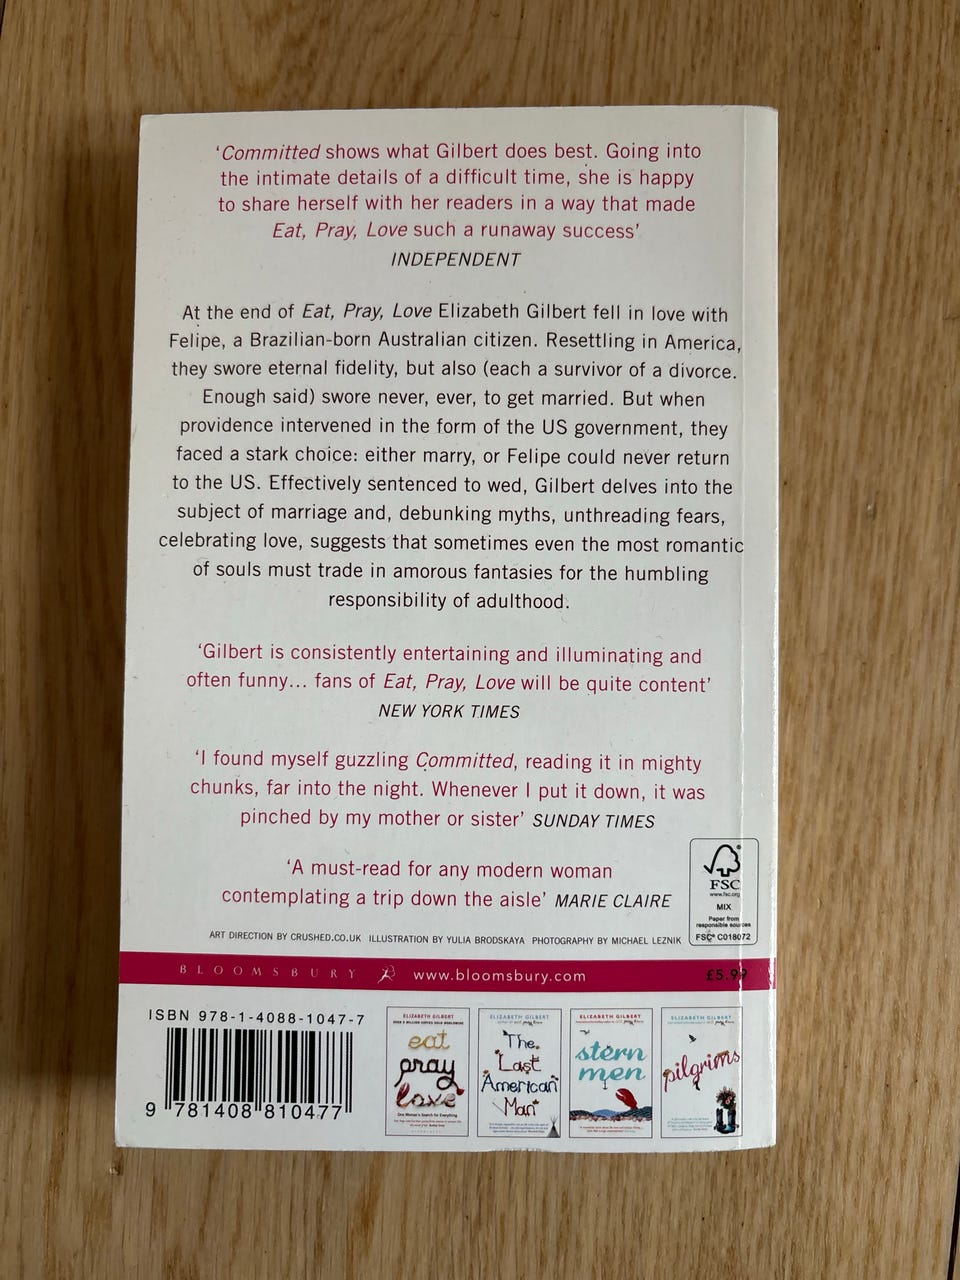 ‘Committed shows what Gilbert does best. Going into
the intimate details of a difficult time, she is happy
to share herself with her readers in a way that made
Eat, Pray, Love such a runaway success’
INDEPENDENT
At the end of Eat, Pray, Love Elizabeth Gilbert fell in love with
Felipe, a Brazilian-born Australian citizen. Resettling in America,
they swore eternal fidelity, but also (each a survivor of a divorce.
Enough said) swore never, ever, to get married. But when
providence intervened in the form of the US government, they
faced a stark choice: either marry, or Felipe could never return
to the US. Effectively sentenced to wed, Gilbert delves into the
subject of marriage and, debunking myths, unthreading fears,
celebrating love, suggests that sometimes even the most romantic
of souls must trade in amorous fantasies for the humbling
responsibility of adulthood.
‘Gilbert is consistently entertaining and illuminating and
often funny... fans of Eat, Pray, Love will be quite content’
NEW YORK TIMES
‘I found myself guzzling Committed, reading it in mighty
chunks, far into the night. Whenever I put it down, it was
pinched by my mother or sister’ SUNDAY TIMES
‘A must-read for any modern woman
contemplating a trip down the aisle’ MARIE CLAIRE
FSC
www.fsc.org
MIX
Paper from
responsible sources
FSC® C018072
ART DIRECTION BY CRUSHED.CO.UK ILLUSTRATION BY YULIA BRODSKAYA PHOTOGRAPHY BY MICHAEL LEZNIK
BLOOMSBURY www.bloomsbury.com £5.99
ISBN 978-1-4088-1047-7
9 781408 810477
ELIZABETH GILBERT
eat
pray
love
One Woman's Search for Everything
ELIZABETH GILBERT
The
Last
American
Man
ELIZABETH GILBERT
stern
men
ELIZABETH GILBERT
pilgrims